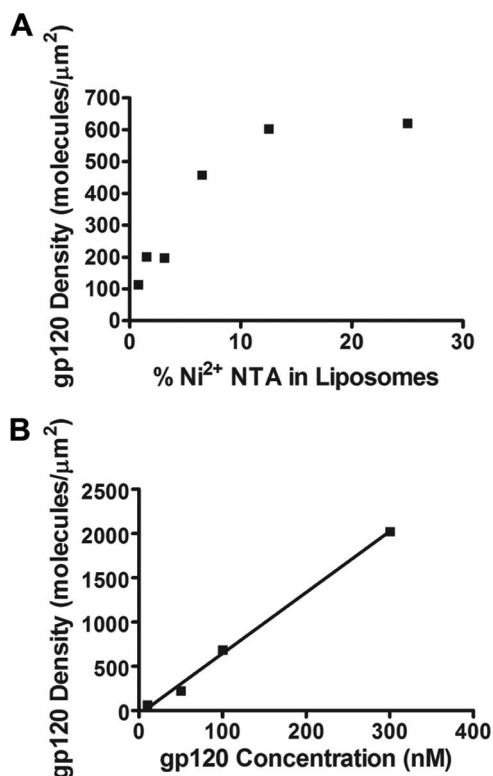 A
gp120 Density (molecules/μm²)
700
600
500
400
300
200
100
0
0 10 20 30
% Ni²⁺ NTA in Liposomes
B
gp120 Density (molecules/μm²)
2500
2000
1500
1000
500
0
0 100 200 300 400
gp120 Concentration (nM)